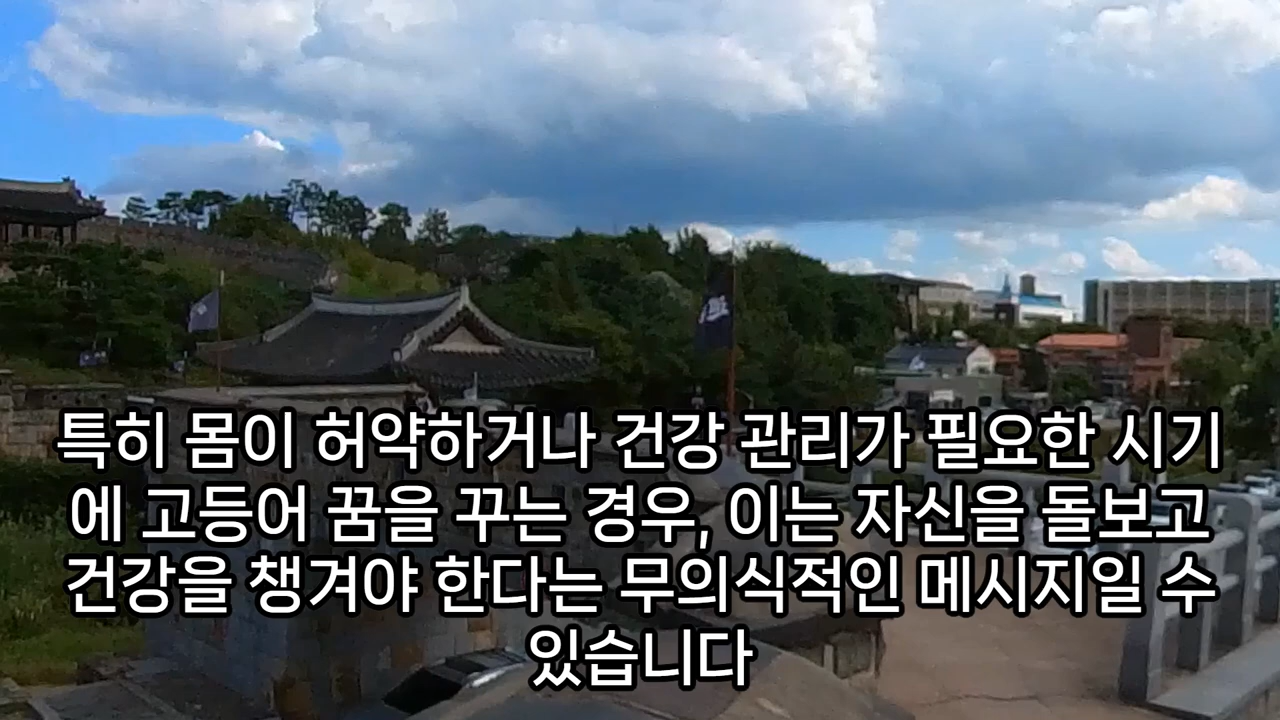 특히 몸이 허약하거나 건강 관리가 필요한 시기
에 고등어 꿈을 꾸는 경우, 이는 자신을 돌보고
건강을 챙겨야 한다는 무의식적인 메시지일 수
있습니다